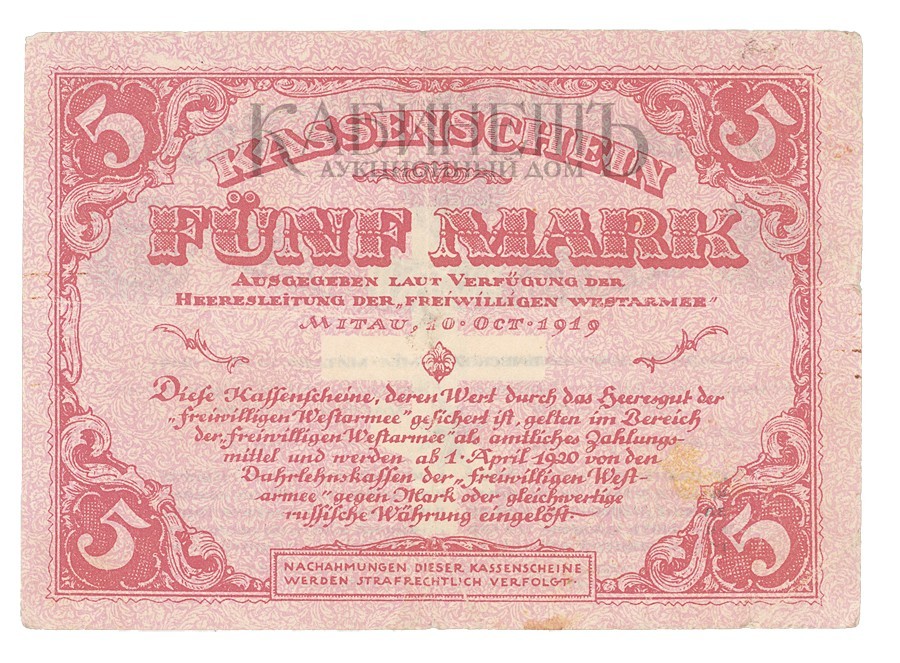 5 5
КАБИНЕТЪ
KASSENSCHEIN
АУКЦИОННЫЙ ДОМ
FÜNF MARK
AUSGEGEBEN LAUT VERFÜGUNG DER
HEERESLEITUNG DER „FREIWILLIGEN WESTARMEE"
MITAU, 10·OCT·1919
Diese Kassenscheine, deren Wert durch das Heeresgut der
„freiwilligen Westarmee" gesichert ist, gelten im Bereich
der „freiwilligen Westarmee" als amtliches Zahlungs-
mittel und werden ab 1·April 1920 von den
Dahrlehnskassen der „freiwilligen West-
armee" gegen Mark oder gleichwertige
russische Währung eingelöst·
5 5
NACHAHMUNGEN DIESER KASSENSCHEINE
WERDEN STRAFRECHTLICH VERFOLGT·